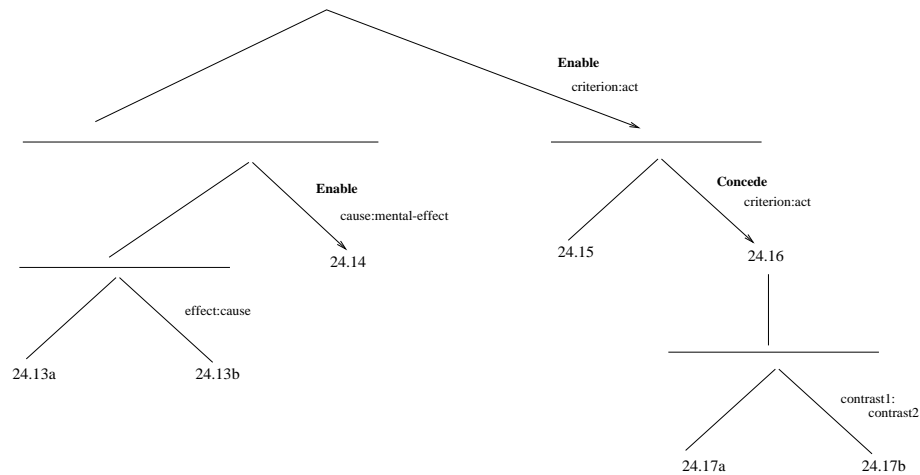 Enable
criterion:act
Enable
cause:mental-effect
Concede
criterion:act
24.14
24.15
24.16
effect:cause
24.13a
24.13b
contrast1:
contrast2
24.17a
24.17b